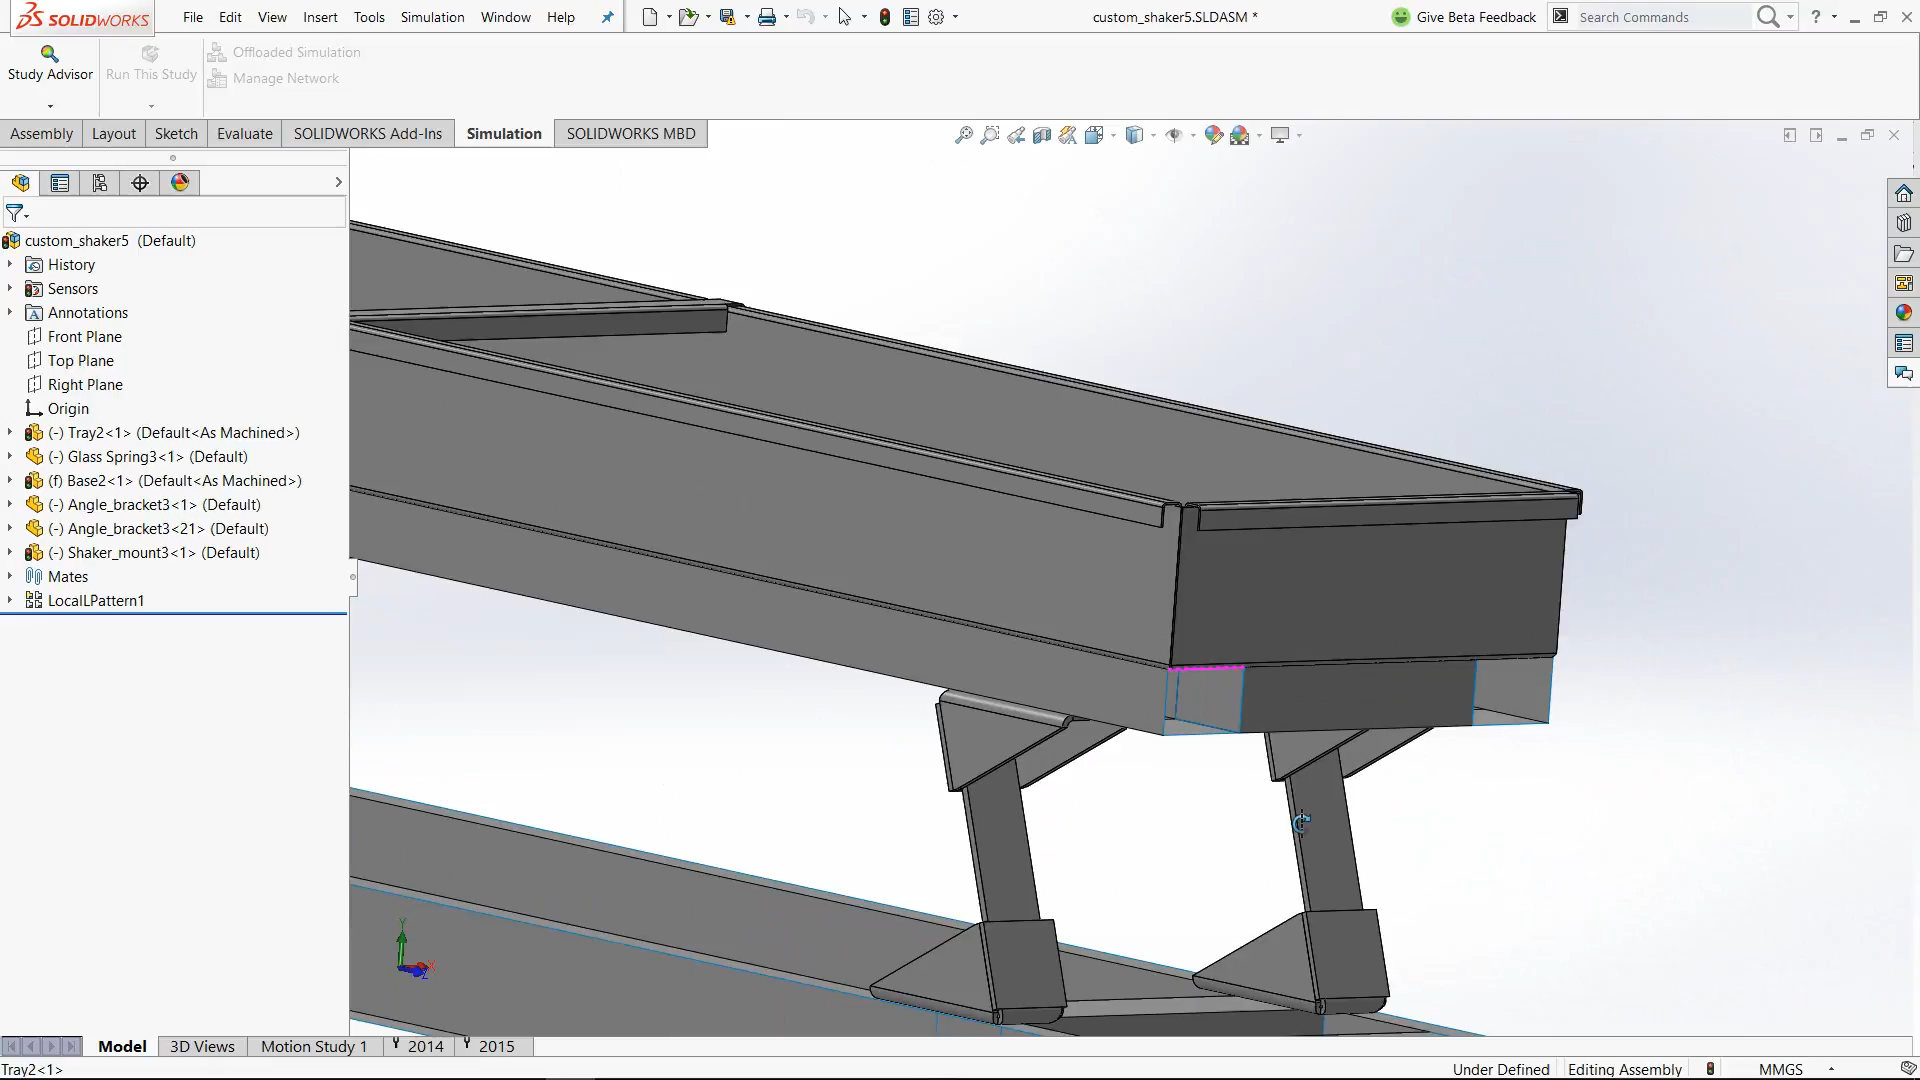 SOLIDWORKS
File Edit View Insert Tools Simulation Window Help
custom_shaker5.SLDASM *
Give Beta Feedback
Search Commands
Study Advisor
Run This Study
Offloaded Simulation
Manage Network
Assembly Layout Sketch Evaluate SOLIDWORKS Add-Ins Simulation SOLIDWORKS MBD
custom_shaker5 (Default)
History
Sensors
Annotations
Front Plane
Top Plane
Right Plane
Origin
(-) Tray2<1> (Default<As Machined>)
(-) Glass Spring3<1> (Default)
(f) Base2<1> (Default<As Machined>)
(-) Angle_bracket3<1> (Default)
(-) Angle_bracket3<21> (Default)
(-) Shaker_mount3<1> (Default)
Mates
LocalLPattern1
Y
X
Z
Model 3D Views Motion Study 1 2014 2015
Tray2<1>
Under Defined Editing Assembly MMGS